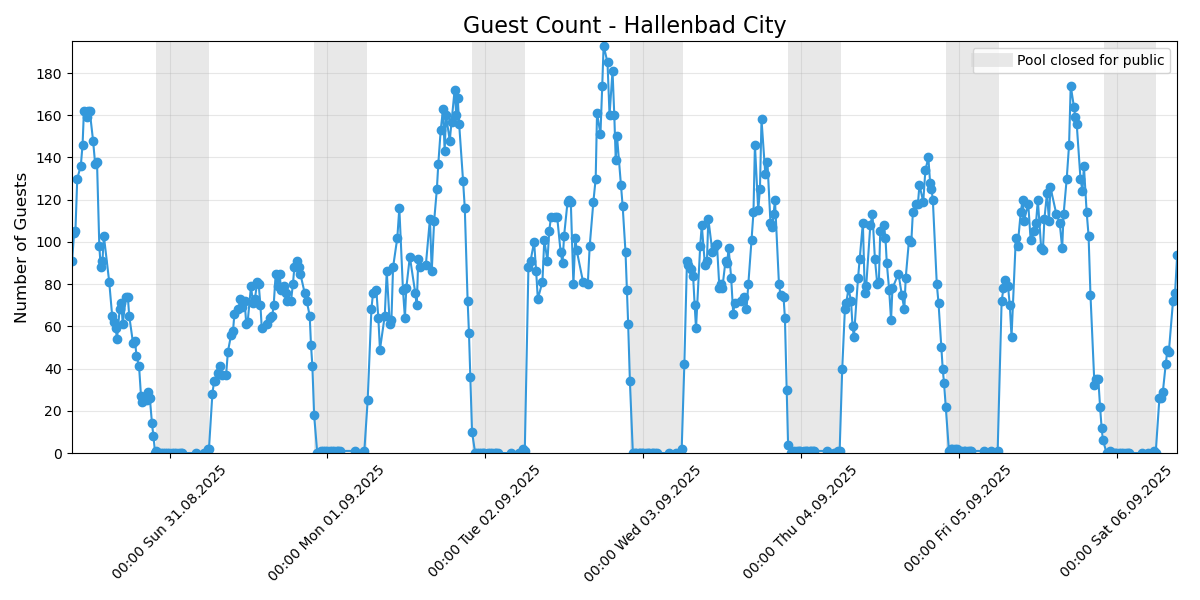 Guest Count - Hallenbad City
Pool closed for public
Number of Guests
180
160
140
120
100
80
60
40
20
0
00:00 Sun 31.08.2025
00:00 Mon 01.09.2025
00:00 Tue 02.09.2025
00:00 Wed 03.09.2025
00:00 Thu 04.09.2025
00:00 Fri 05.09.2025
00:00 Sat 06.09.2025